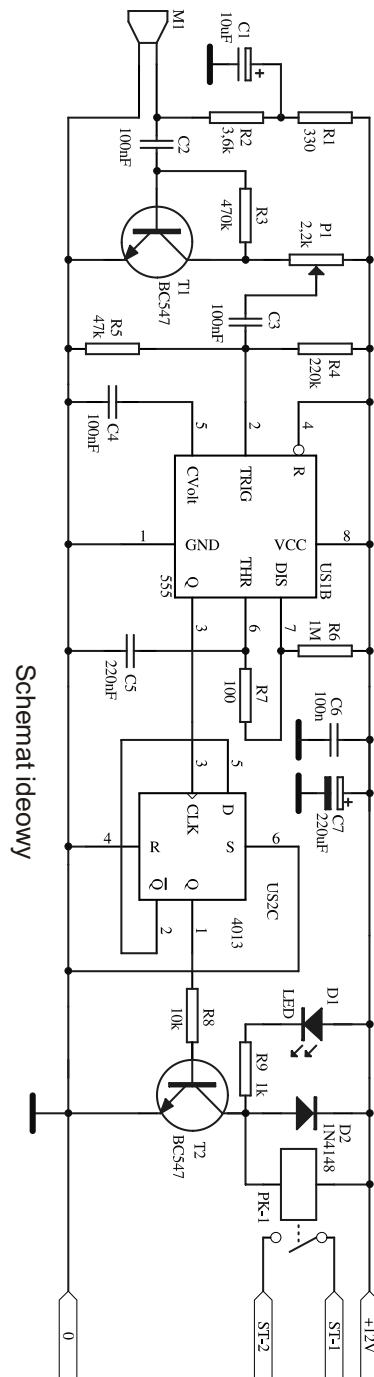 M1
C1
10uF
+
R2
3,6k
R1
330
C2
100nF
R3
470k
P1
2,2k
T1
BC547
C3
100nF
R5
47k
R4
220k
C4
100nF
5
2
4
CVolt
TRIG
R
1
GND
VCC
8
Q
THR
DIS
555
US1B
3
6
7
R6
1M
C5
220nF
R7
100
C6
100n
C7
220uF
+
3
5
CLK
D
4
R
S
6
Q
Q
US2C
2
1
4013
R8
10k
T2
BC547
D1
LED
R9
1k
D2
1N4148
PK-1
0
ST-2
ST-1
+12V
Schemat ideowy